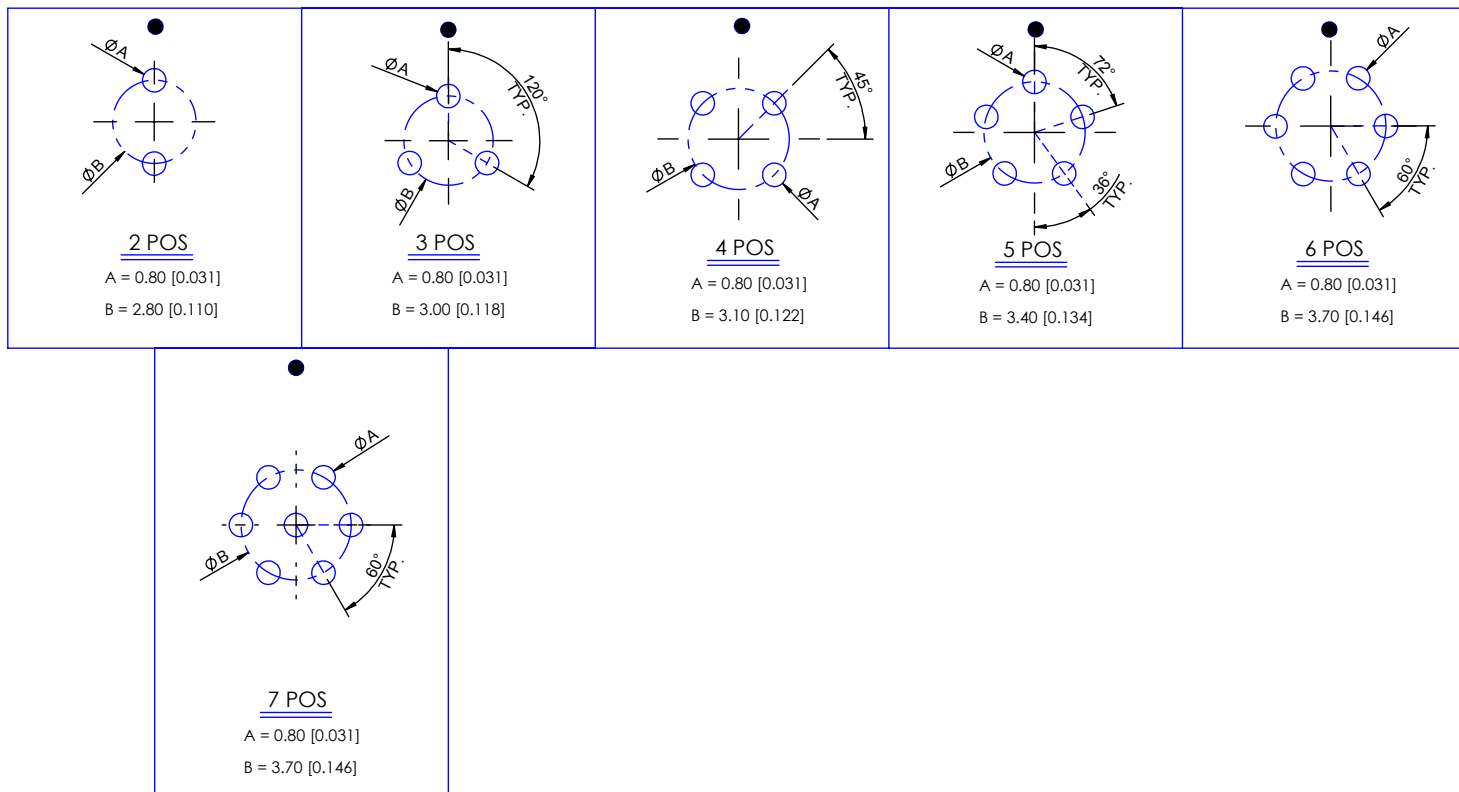 ØA
ØB
2 POS
A = 0.80 [0.031]
B = 2.80 [0.110]
ØA
120°
TYP.
ØB
3 POS
A = 0.80 [0.031]
B = 3.00 [0.118]
45°
TYP.
ØB
ØA
4 POS
A = 0.80 [0.031]
B = 3.10 [0.122]
ØA
72°
TYP.
ØB
36°
TYP.
5 POS
A = 0.80 [0.031]
B = 3.40 [0.134]
ØA
60°
TYP.
6 POS
A = 0.80 [0.031]
B = 3.70 [0.146]
ØA
ØB
60°
TYP.
7 POS
A = 0.80 [0.031]
B = 3.70 [0.146]